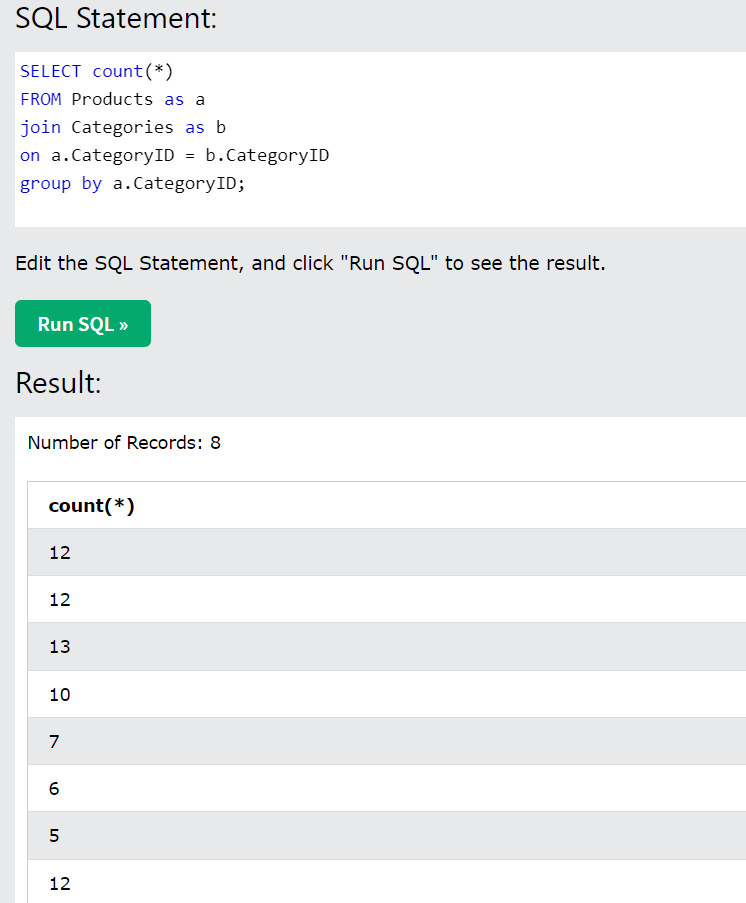 SQL Statement:
SELECT count(*)
FROM Products as a
join Categories as b
on a.CategoryID = b.CategoryID
group by a.CategoryID;
Edit the SQL Statement, and click "Run SQL" to see the result.
Run SQL »
Result:
Number of Records: 8
count(*)
12
12
13
10
7
6
5
12